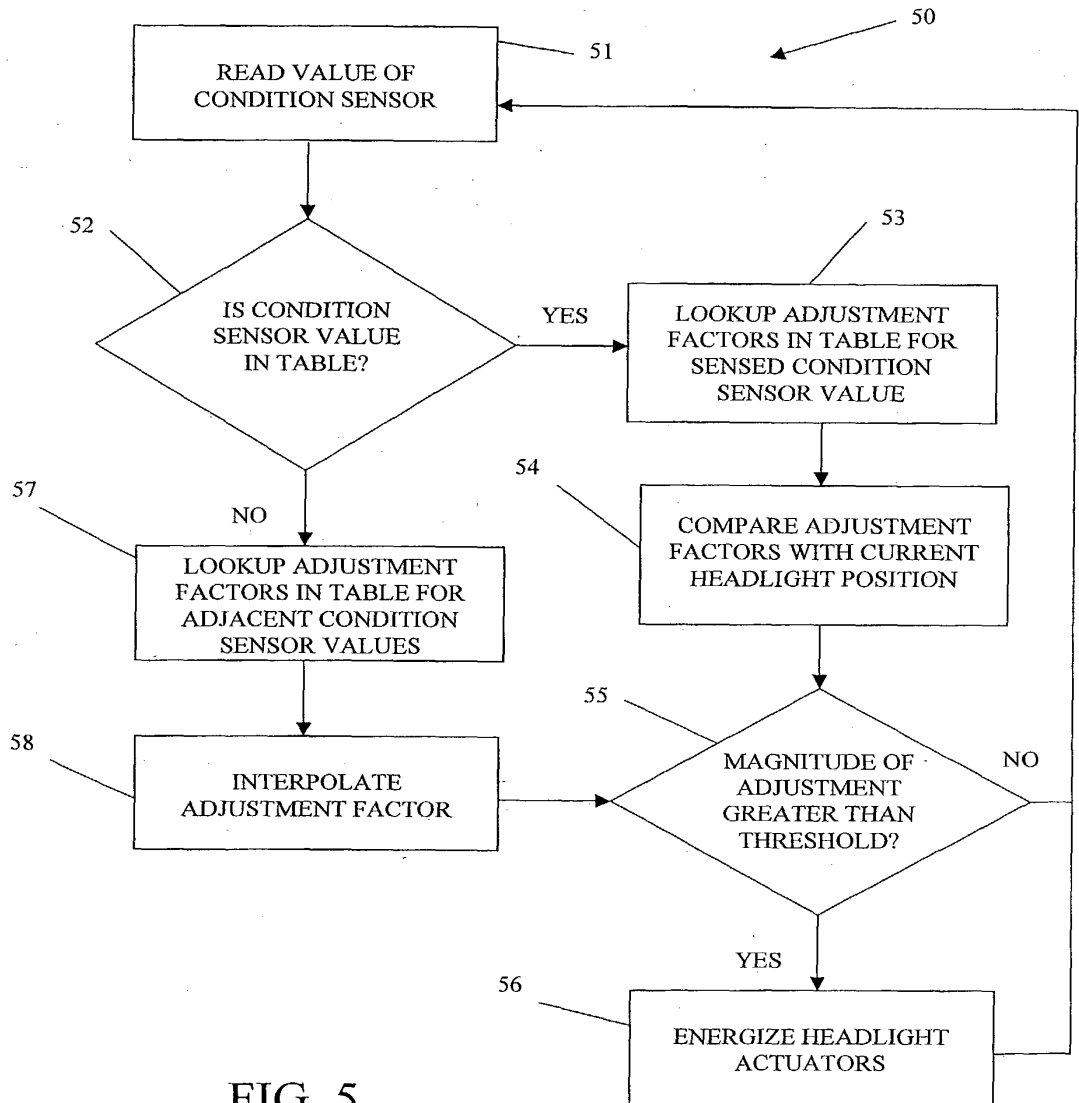 50
51
READ VALUE OF
CONDITION SENSOR
52
IS CONDITION
SENSOR VALUE
IN TABLE?
YES
53
LOOKUP ADJUSTMENT
FACTORS IN TABLE FOR
SENSED CONDITION
SENSOR VALUE
54
COMPARE ADJUSTMENT
FACTORS WITH CURRENT
HEADLIGHT POSITION
57
NO
LOOKUP ADJUSTMENT
FACTORS IN TABLE FOR
ADJACENT CONDITION
SENSOR VALUES
58
INTERPOLATE
ADJUSTMENT FACTOR
55
MAGNITUDE OF
ADJUSTMENT
GREATER THAN
THRESHOLD?
NO
YES
56
ENERGIZE HEADLIGHT
ACTUATORS
FIG. 5